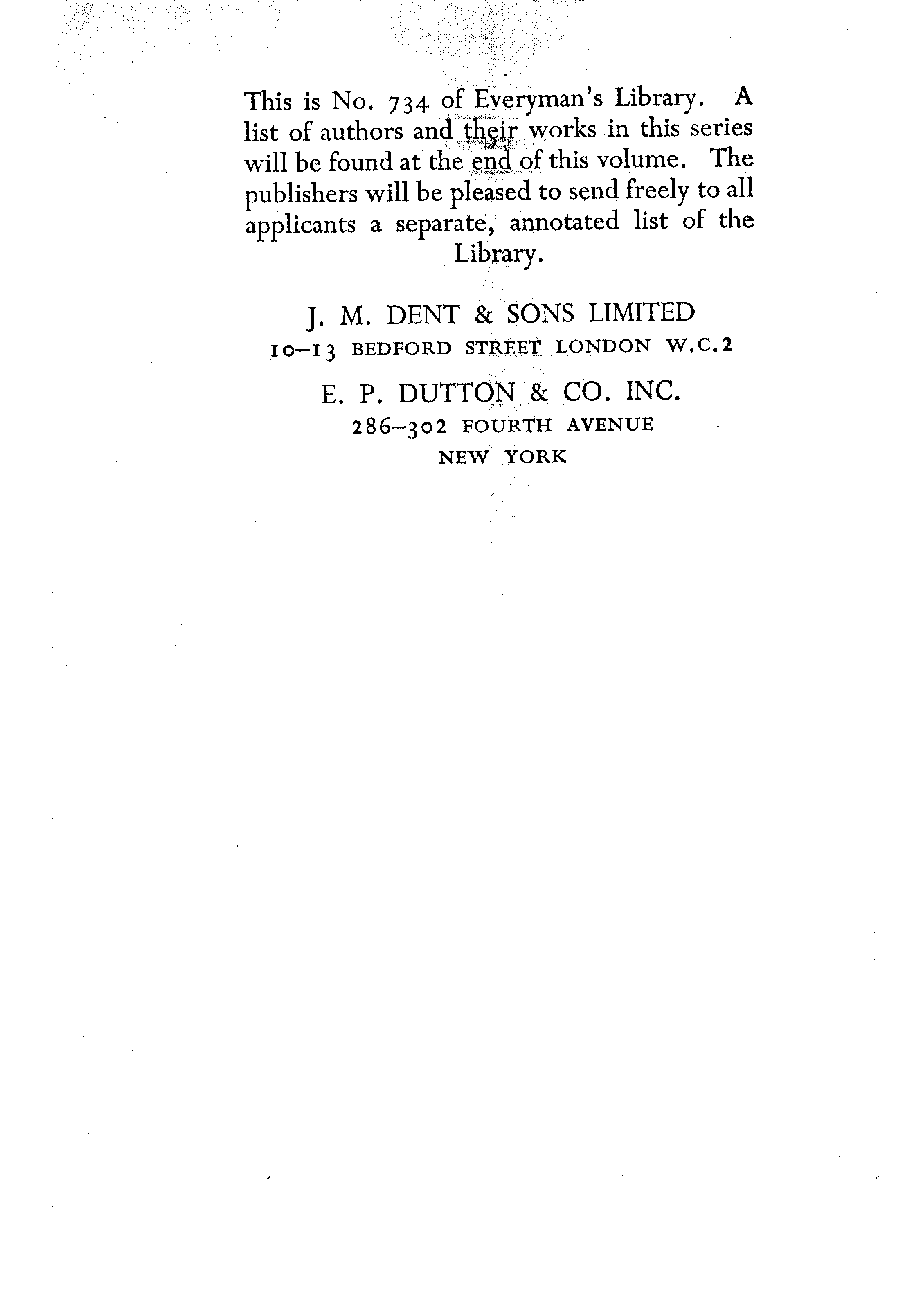 This is No. 734 of Everyman's Library. A
list of authors and their works in this series
will be found at the end of this volume. The
publishers will be pleased to send freely to all
applicants a separate, annotated list of the
Library.
J. M. DENT & SONS LIMITED
10–13 BEDFORD STREET LONDON W.C.2
E. P. DUTTON & CO. INC.
286–302 FOURTH AVENUE
NEW YORK